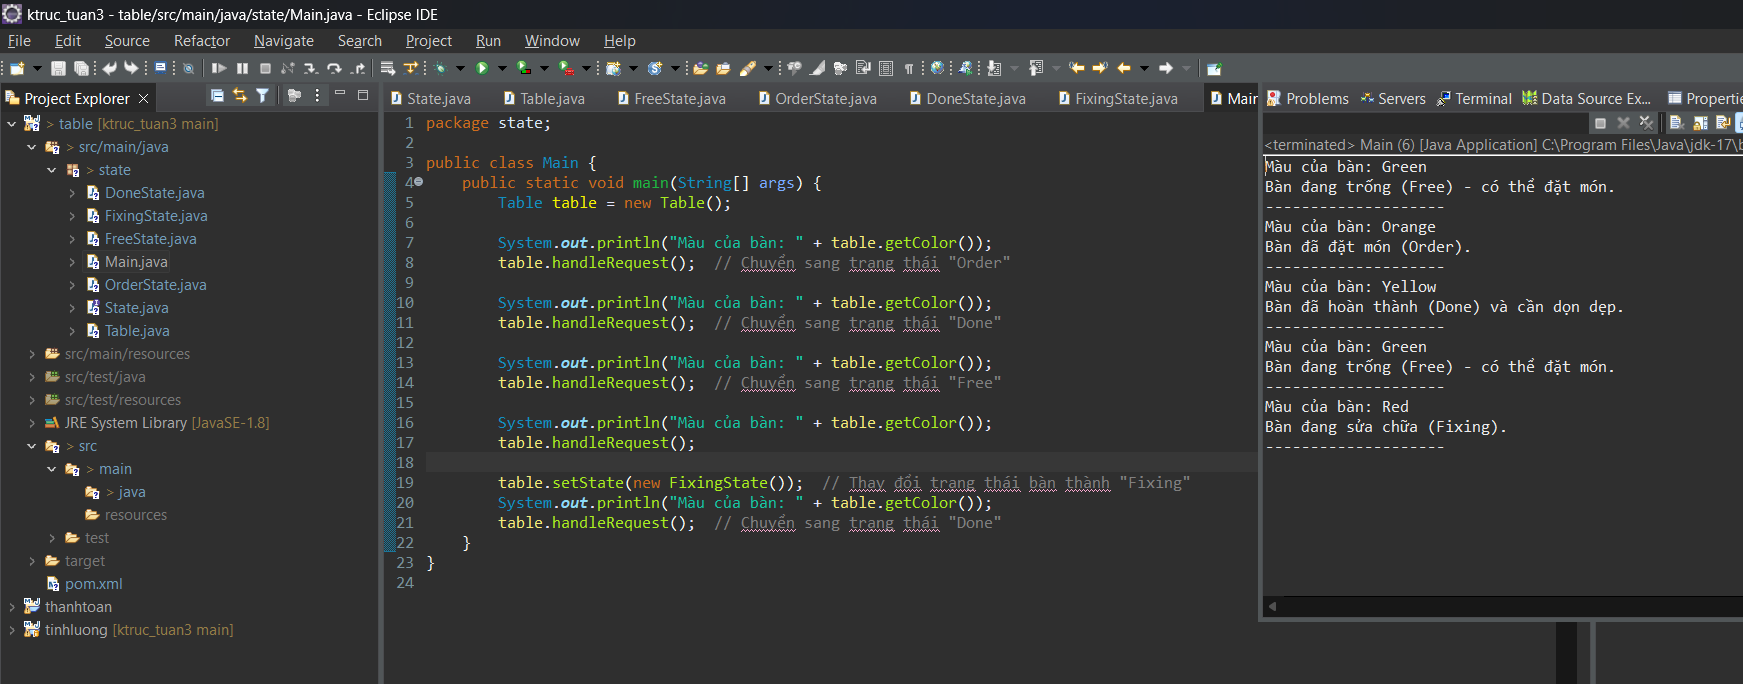 ktruc_tuan3 - table/src/main/java/state/Main.java - Eclipse IDE
File Edit Source Refactor Navigate Search Project Run Window Help
Project Explorer
table [ktruc_tuan3 main]
src/main/java
state
DoneState.java
FixingState.java
FreeState.java
Main.java
OrderState.java
State.java
Table.java
src/main/resources
src/test/java
src/test/resources
JRE System Library [JavaSE-1.8]
> src
> main
> java
resources
test
target
pom.xml
thanhtoan
tinhluong [ktruc_tuan3 main]
State.java Table.java FreeState.java OrderState.java DoneState.java FixingState.java Main
1 package state;
2
3 public class Main {
4 public static void main(String[] args) {
5 Table table = new Table();
6
7 System.out.println("Màu của bàn: " + table.getColor());
8 table.handleRequest(); // Chuyển sang trạng thái "Order"
9
10 System.out.println("Màu của bàn: " + table.getColor());
11 table.handleRequest(); // Chuyển sang trạng thái "Done"
12
13 System.out.println("Màu của bàn: " + table.getColor());
14 table.handleRequest(); // Chuyển sang trạng thái "Free"
15
16 System.out.println("Màu của bàn: " + table.getColor());
17 table.handleRequest();
18
19 table.setState(new FixingState()); // Thay đổi trạng thái bàn thành "Fixing"
20 System.out.println("Màu của bàn: " + table.getColor());
21 table.handleRequest(); // Chuyển sang trạng thái "Done"
22 }
23 }
24
Problems Servers Terminal Data Source Ex... Properti
<terminated> Main (6) [Java Application] C:\Program Files\Java\jdk-17\b
Màu của bàn: Green
Bàn đang trống (Free) - có thể đặt món.
--------------------
Màu của bàn: Orange
Bàn đã đặt món (Order).
--------------------
Màu của bàn: Yellow
Bàn đã hoàn thành (Done) và cần dọn dẹp.
--------------------
Màu của bàn: Green
Bàn đang trống (Free) - có thể đặt món.
--------------------
Màu của bàn: Red
Bàn đang sửa chữa (Fixing).
--------------------